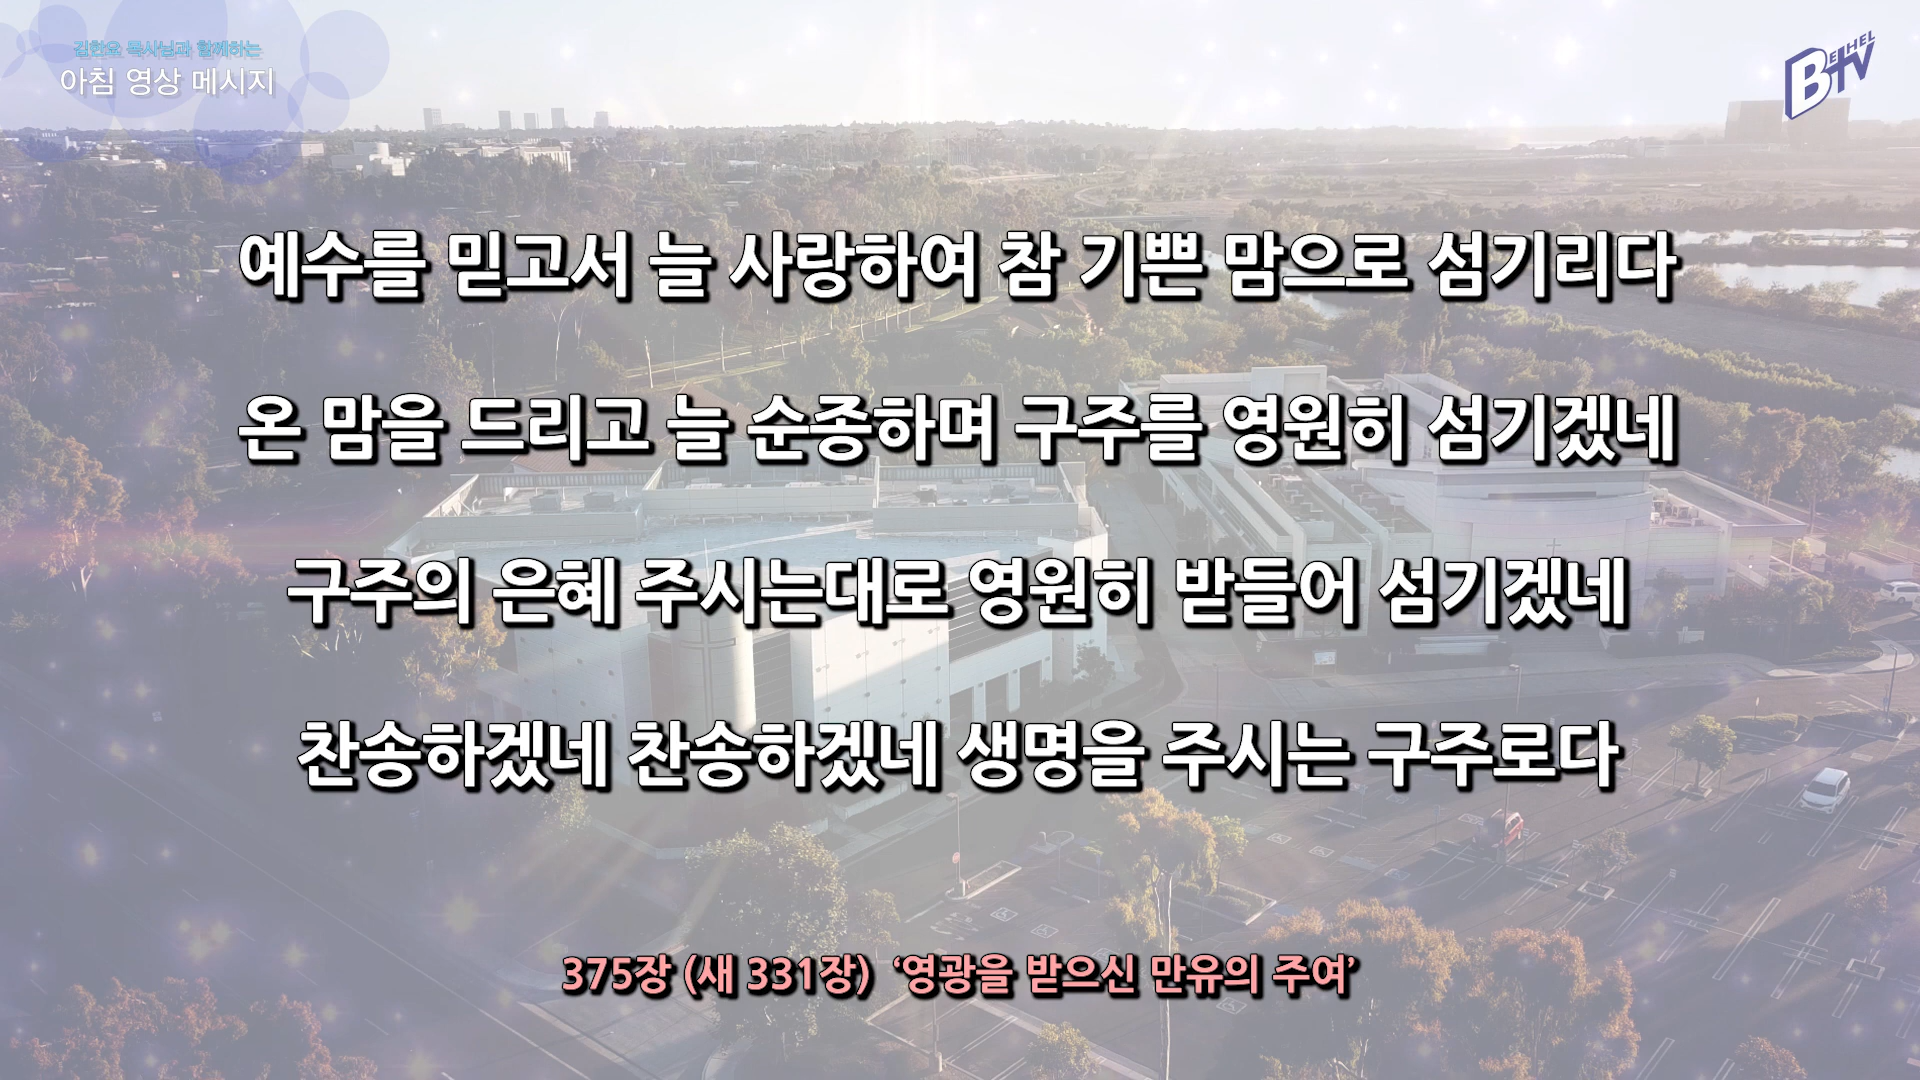 김한요 목사님과 함께하는
아침 영상 메시지
BETHEL TV
예수를 믿고서 늘 사랑하여 참 기쁜 맘으로 섬기리다
온 맘을 드리고 늘 순종하며 구주를 영원히 섬기겠네
구주의 은혜 주시는대로 영원히 받들어 섬기겠네
찬송하겠네 찬송하겠네 생명을 주시는 구주로다
375장 (새 331장) ‘영광을 받으신 만유의 주여’